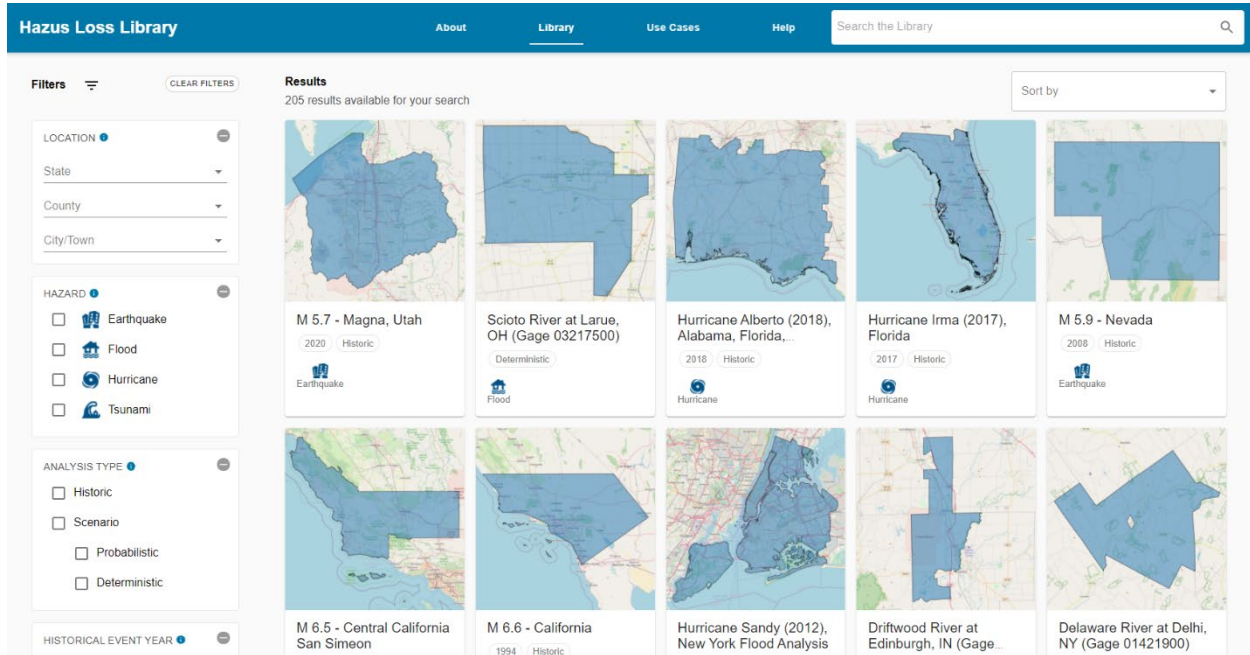 Hazus Loss Library
About
Library
Use Cases
Help
Search the Library
Filters
CLEAR FILTERS
Results
205 results available for your search
Sort by
LOCATION
State
County
City/Town
HAZARD
Earthquake
Flood
Hurricane
Tsunami
ANALYSIS TYPE
Historic
Scenario
Probabilistic
Deterministic
HISTORICAL EVENT YEAR
M 5.7 - Magna, Utah
2020 Historic
Earthquake
Scioto River at Larue,
OH (Gage 03217500)
Deterministic
Flood
Hurricane Alberto (2018),
Alabama, Florida,...
2018 Historic
Hurricane
Hurricane Irma (2017),
Florida
2017 Historic
Hurricane
M 5.9 - Nevada
2008 Historic
Earthquake
M 6.5 - Central California
San Simeon
M 6.6 - California
1994 Historic
Hurricane Sandy (2012),
New York Flood Analysis
Driftwood River at
Edinburgh, IN (Gage...
Delaware River at Delhi,
NY (Gage 01421900)